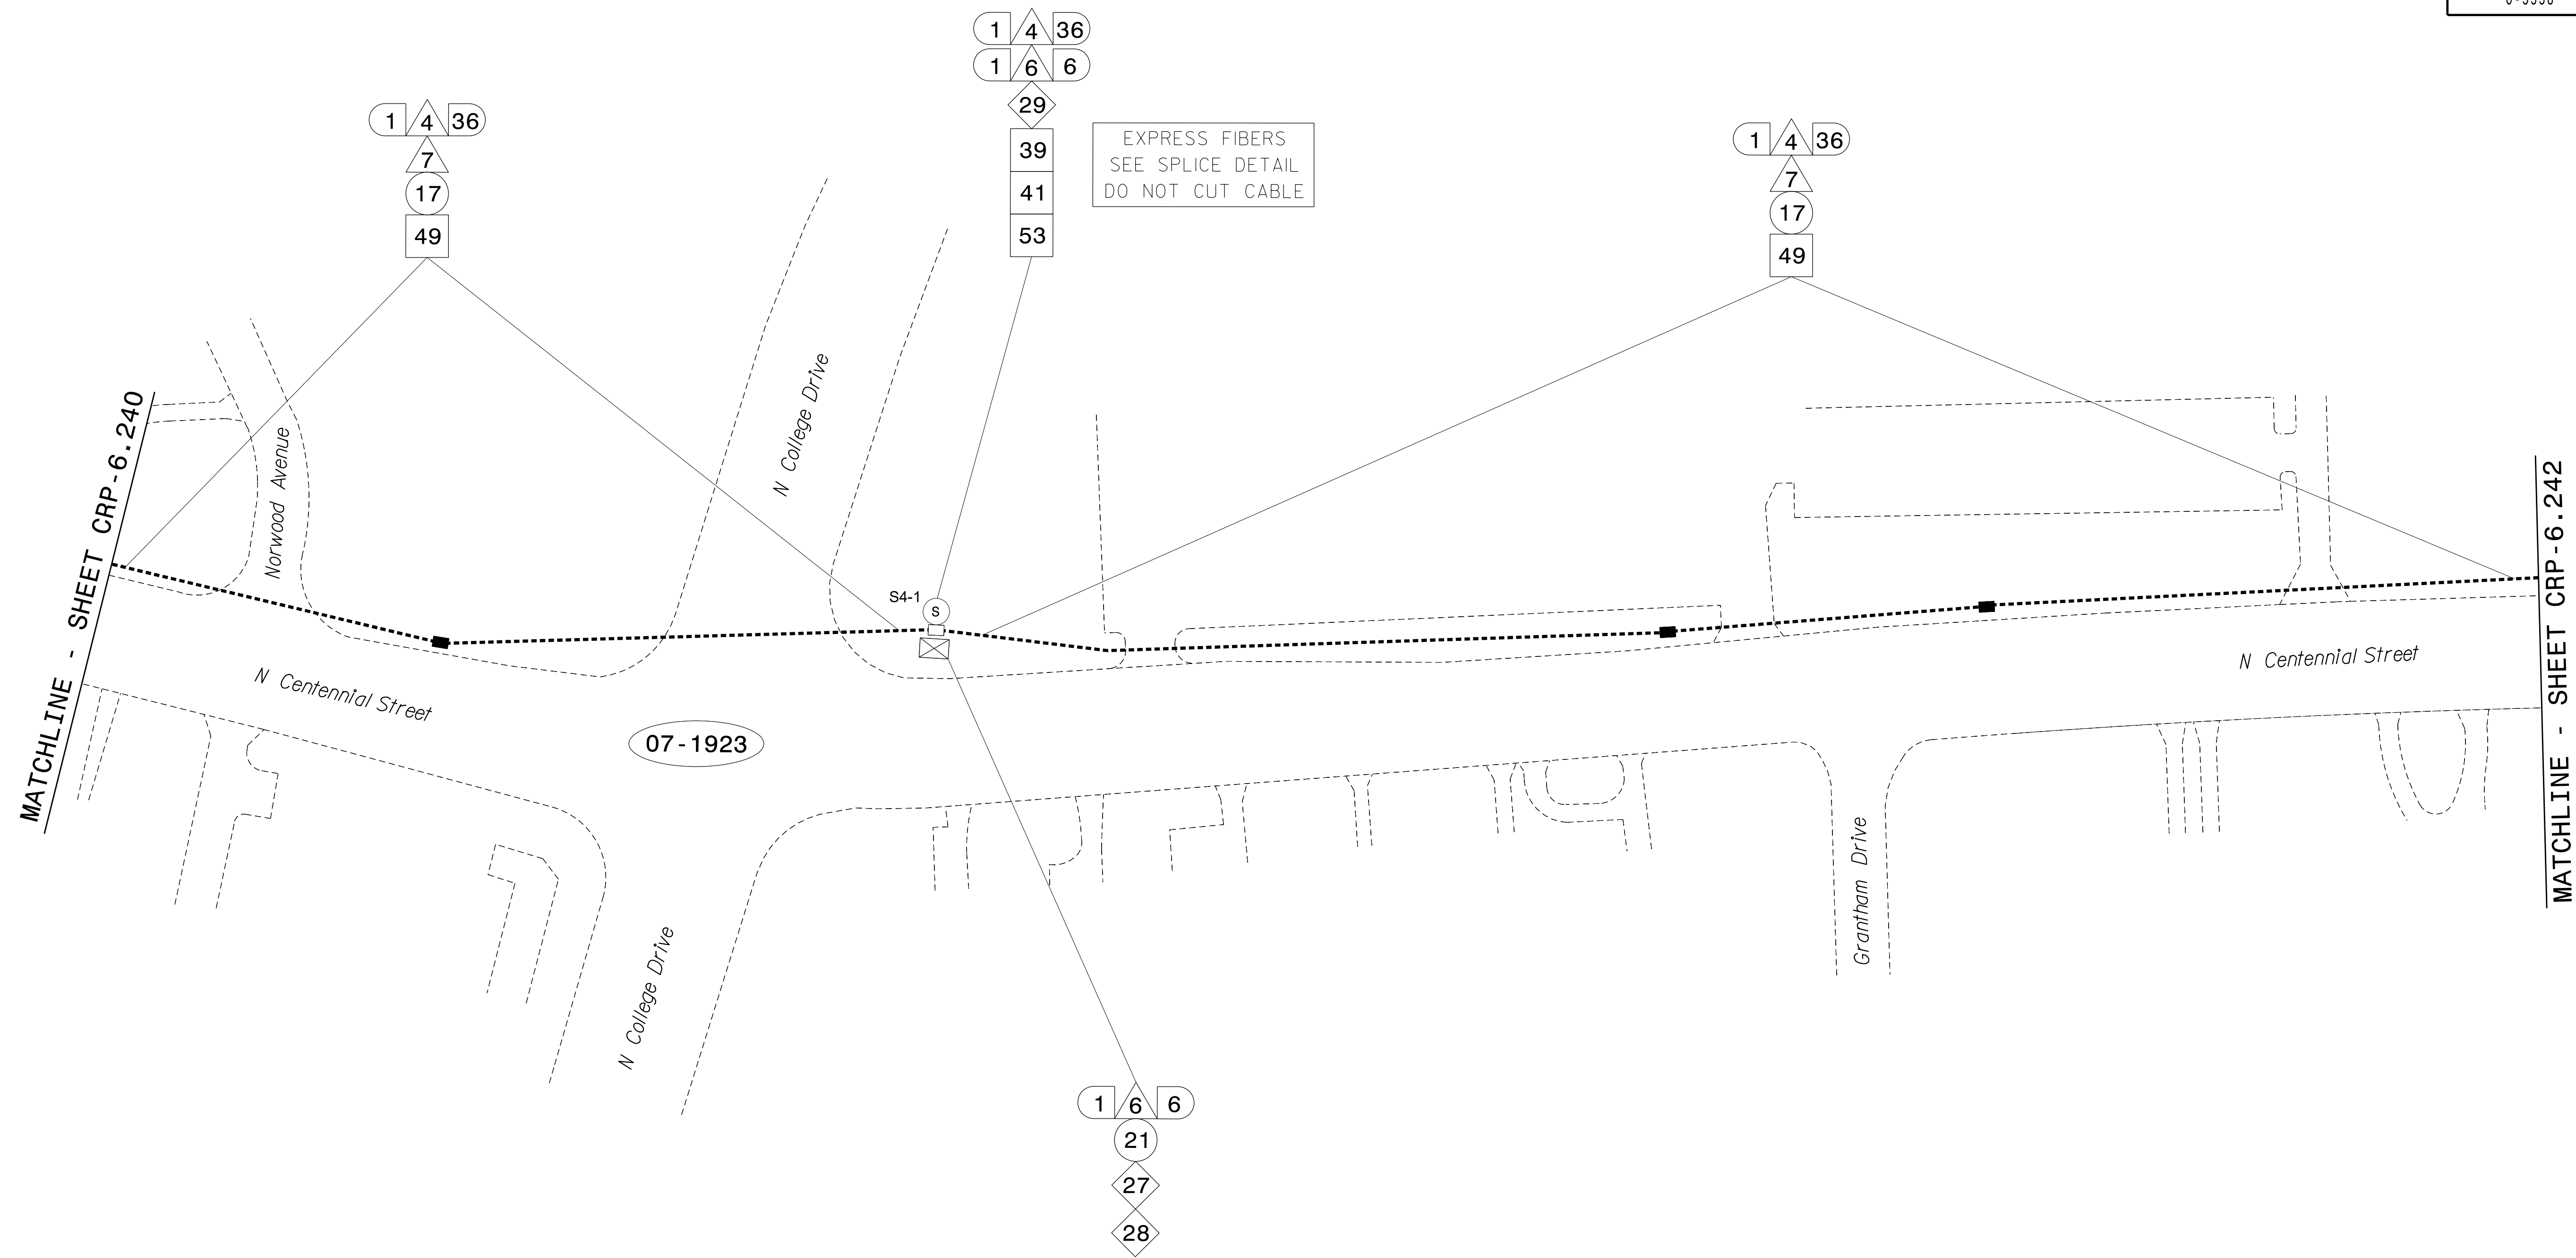 1 4 36
1 6 6
29
39
41
53
EXPRESS FIBERS
SEE SPLICE DETAIL
DO NOT CUT CABLE
1 4 36
7
17
49
1 4 36
7
17
49
MATCHLINE - SHEET CRP-6.240
Norwood Avenue
N College Drive
S4-1
S
N Centennial Street
07-1923
N Centennial Street
MATCHLINE - SHEET CRP-6.242
N College Drive
Grantham Drive
1 6 6
21
27
28